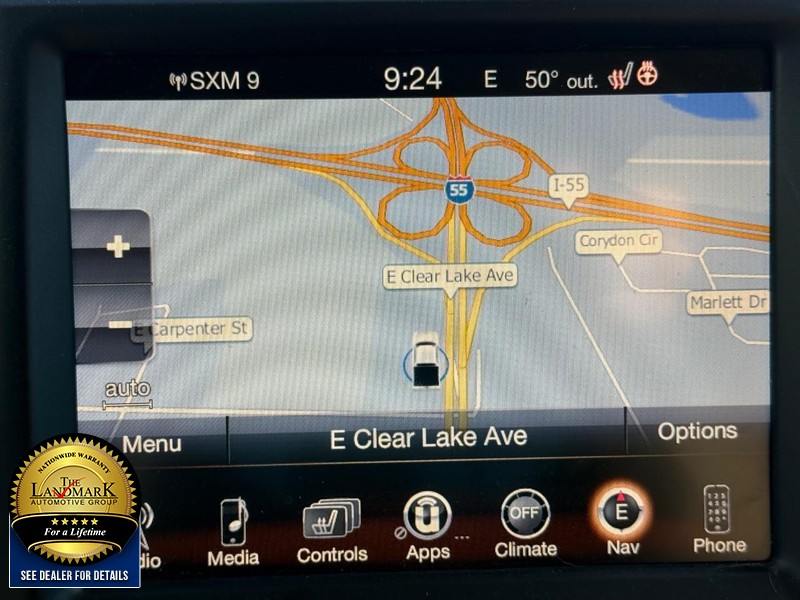 SXM 9
9:24
E
50° out.
55
I-55
Corydon Cir
E Clear Lake Ave
Marlett Dr
E Carpenter St
auto
Menu
E Clear Lake Ave
Options
dio
Media
Controls
Apps
OFF
Climate
E
Nav
Phone
NATIONWIDE WARRANTY
THE
LANDMARK
AUTOMOTIVE GROUP
For a Lifetime
SEE DEALER FOR DETAILS